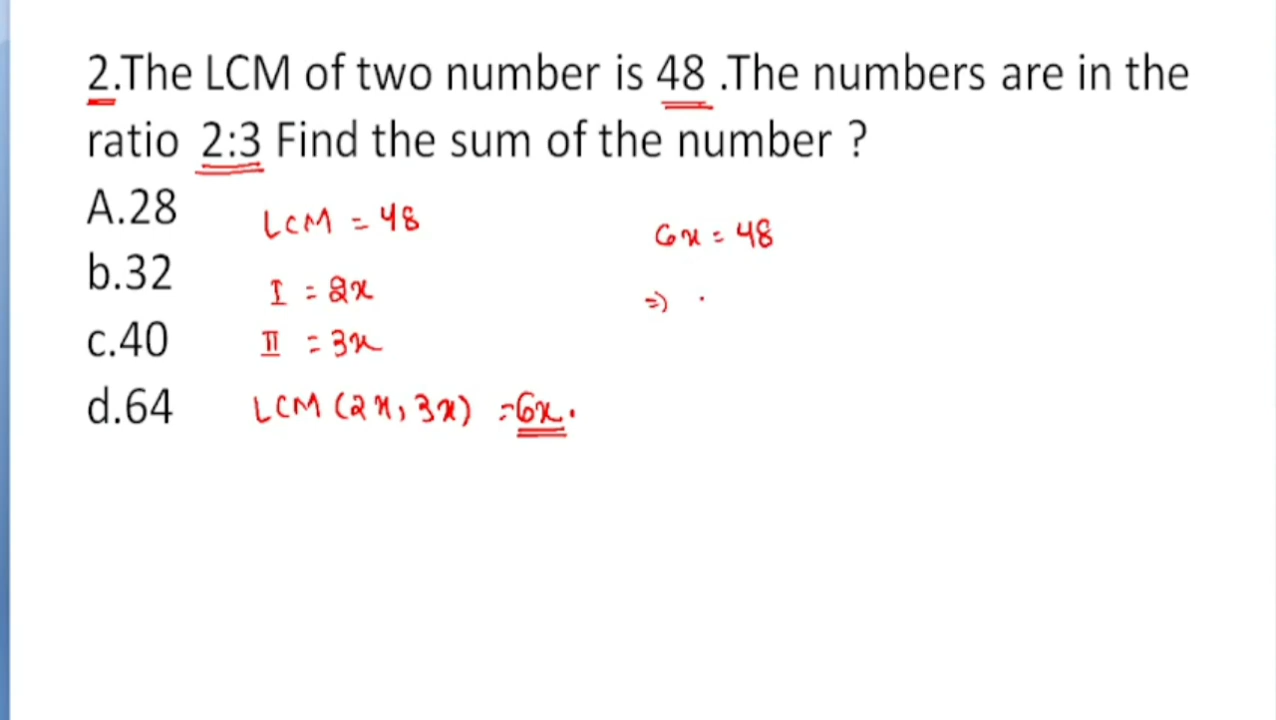 2.The LCM of two number is 48 .The numbers are in the
ratio 2:3 Find the sum of the number ?
A.28
b.32
c.40
d.64
LCM = 48
I = 2x
II = 3x
LCM (2x, 3x) = 6x.
6x = 48
=> .